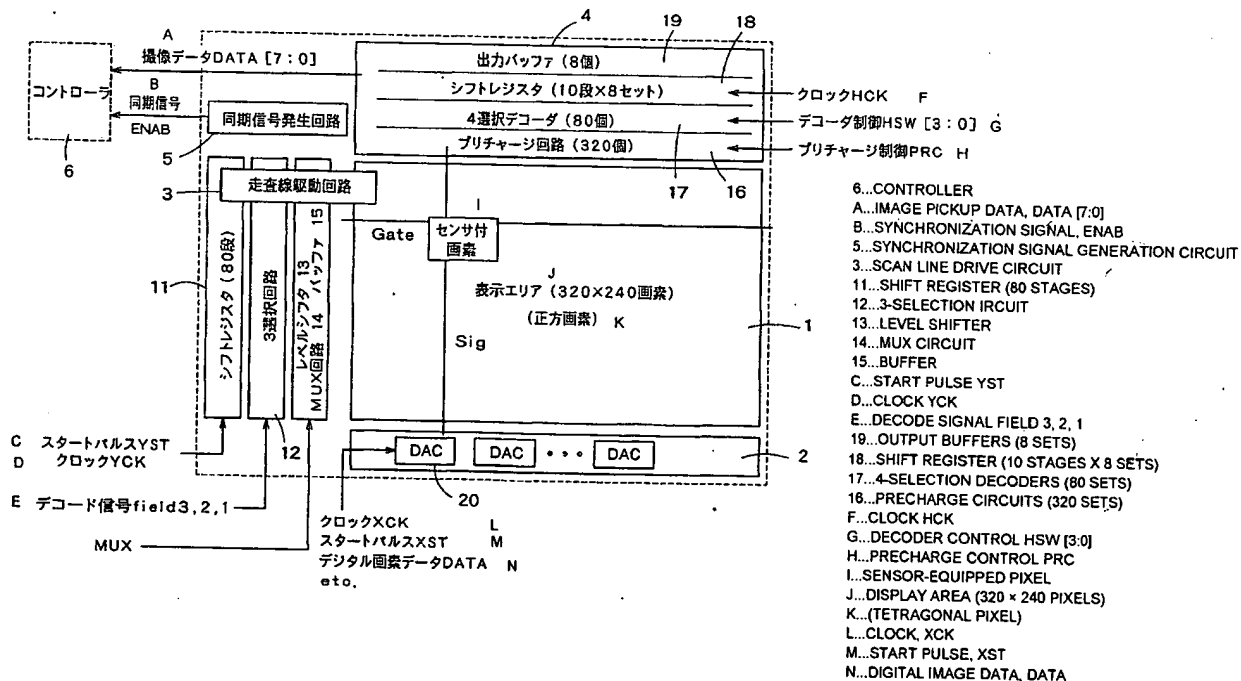 4
19
18
A
撮像データDATA [7:0]
コントローラ
6
B
同期信号
ENAB
同期信号発生回路
5
出力バッファ (8個)
シフトレジスタ (10段×8セット)
4選択デコーダ (80個)
プリチャージ回路 (320個)
クロックHCK F
デコーダ制御HSW [3:0] G
プリチャージ制御PRC H
17
16
3
走査線駆動回路
11
シフトレジスタ (80段)
3選択回路
レベルシフタ 13
MUX回路 14 バッファ 15
12
Gate
I
センサ付
画素
J
表示エリア (320×240画素)
(正方画素) K
Sig
1
C スタートパルスYST
D クロックYCK
E デコード信号field3,2,1
MUX
DAC
DAC
DAC
2
20
クロックXCK L
スタートパルスXST M
デジタル画素データDATA N
etc.
6...CONTROLLER
A...IMAGE PICKUP DATA, DATA [7:0]
B...SYNCHRONIZATION SIGNAL, ENAB
5...SYNCHRONIZATION SIGNAL GENERATION CIRCUIT
3...SCAN LINE DRIVE CIRCUIT
11...SHIFT REGISTER (80 STAGES)
12...3-SELECTION IRCUIT
13...LEVEL SHIFTER
14...MUX CIRCUIT
15...BUFFER
C...START PULSE YST
D...CLOCK YCK
E...DECODE SIGNAL FIELD 3, 2, 1
19...OUTPUT BUFFERS (8 SETS)
18...SHIFT REGISTER (10 STAGES X 8 SETS)
17...4-SELECTION DECODERS (80 SETS)
16...PRECHARGE CIRCUITS (320 SETS)
F...CLOCK HCK
G...DECODER CONTROL HSW [3:0]
H...PRECHARGE CONTROL PRC
I...SENSOR-EQUIPPED PIXEL
J...DISPLAY AREA (320 × 240 PIXELS)
K...(TETRAGONAL PIXEL)
L...CLOCK, XCK
M...START PULSE, XST
N...DIGITAL IMAGE DATA, DATA